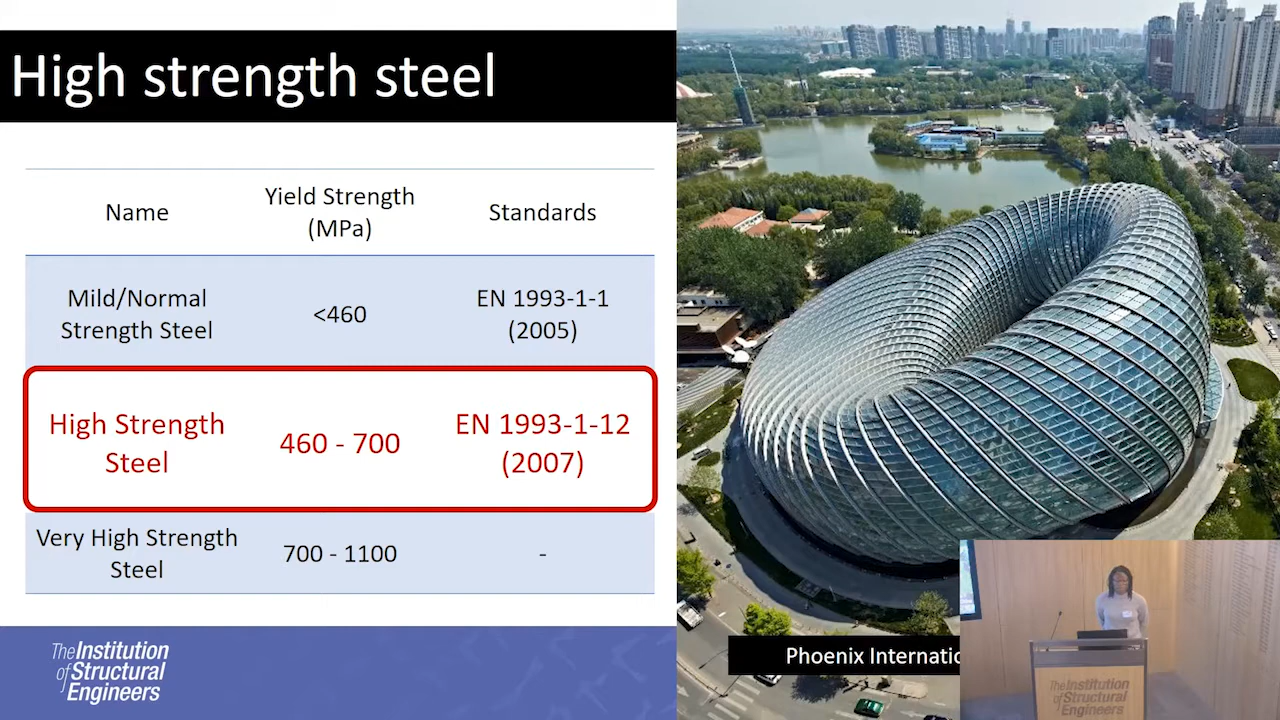 High strength steel
Name
Yield Strength
(MPa)
Standards
Mild/Normal
Strength Steel
<460
EN 1993-1-1
(2005)
High Strength
Steel
460 - 700
EN 1993-1-12
(2007)
Very High Strength
Steel
700 - 1100
-
The Institution
of Structural
Engineers
Phoenix
The Institution
of Structural
Engineers